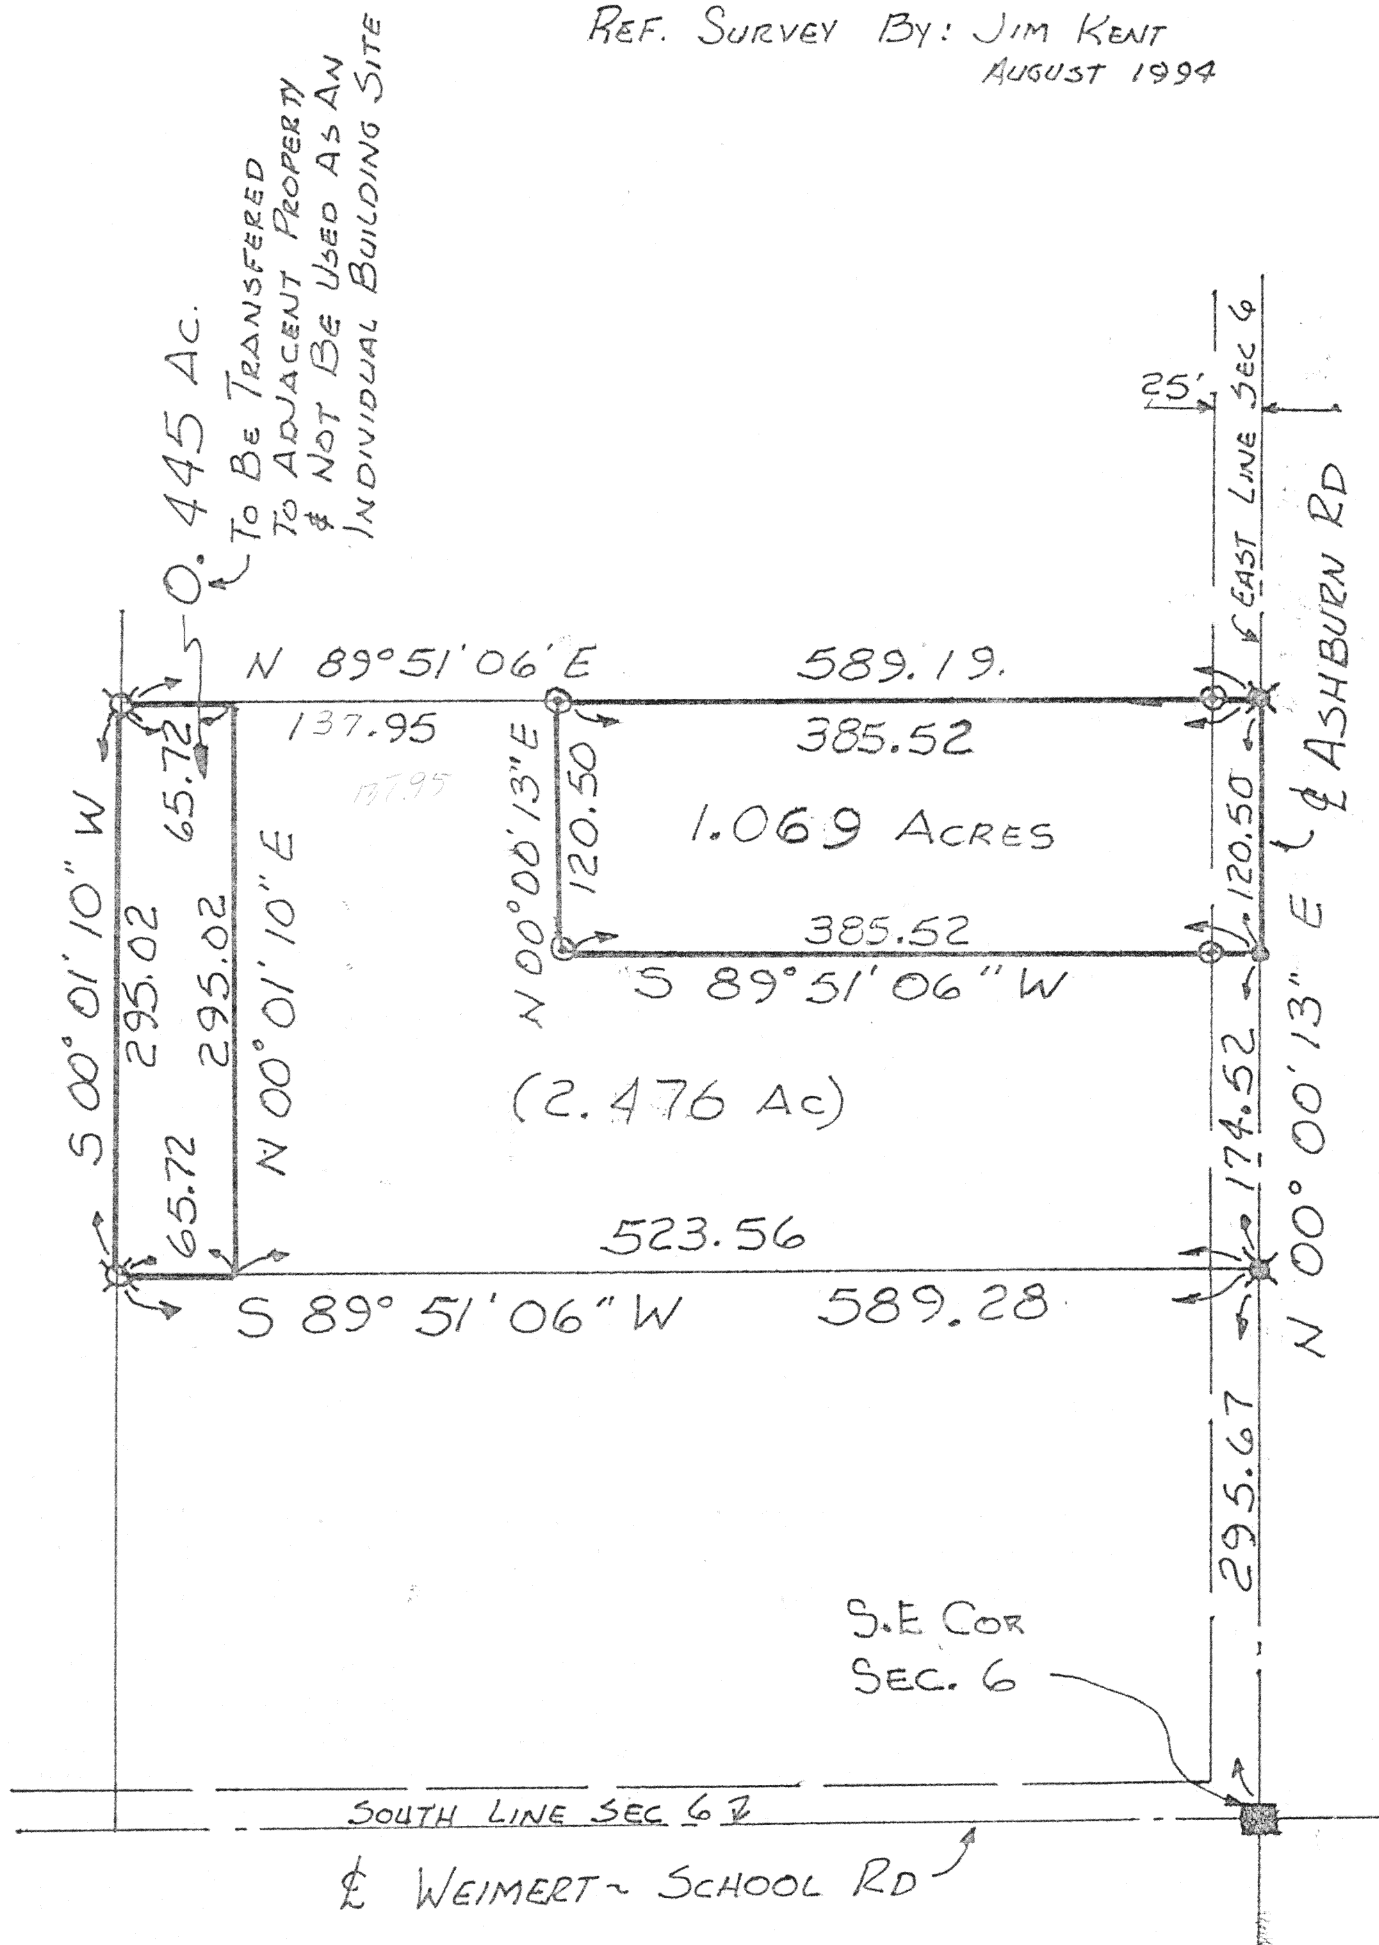 REF. SURVEY BY: JIM KENT
AUGUST 1994
0.445 AC.
TO BE TRANSFERED
TO ADJACENT PROPERTY
& NOT BE USED AS AN
INDIVIDUAL BUILDING SITE
25'
EAST LINE SEC 6
℄ ASHBURN RD
N 89°51'06' E
589.19.
137.95
385.52
137.95
65.72
S 00° 01' 10" W
295.02
295.02
N 00° 01' 10" E
65.72
N 00°00'13" E
120.50
1.069 ACRES
120.50
385.52
S 89°51'06" W
(2.476 AC)
174.52
N 00° 00' 13" E
523.56
S 89° 51' 06" W
589.28
295.67
S.E COR
SEC. 6
SOUTH LINE SEC 6
℄ WEIMERT~ SCHOOL RD